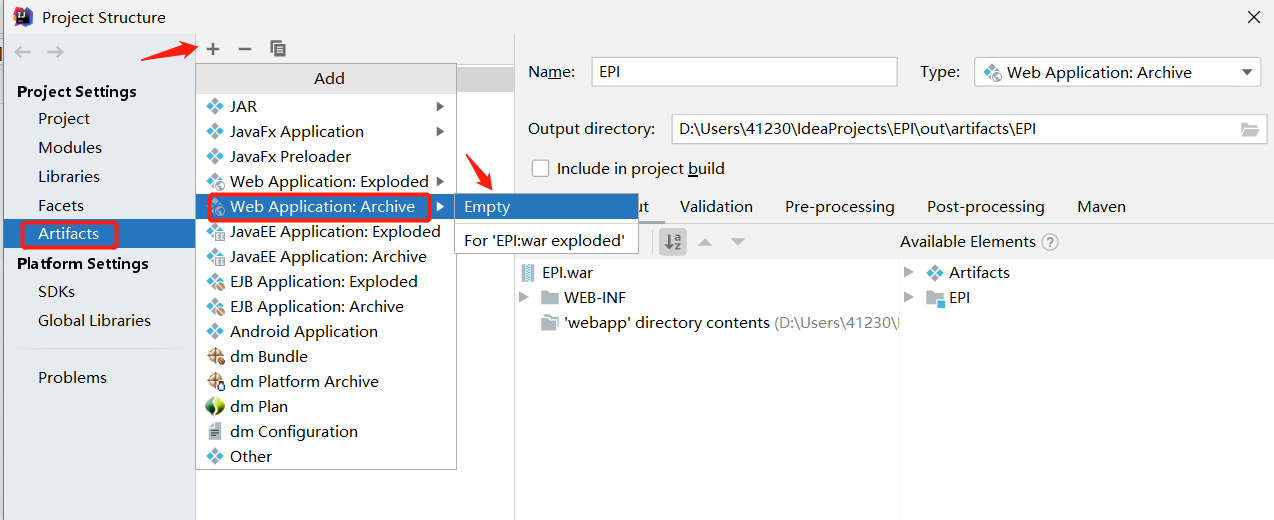 Project Structure
Project Settings
Project
Modules
Libraries
Facets
Artifacts
Platform Settings
SDKs
Global Libraries
Problems
Add
JAR
JavaFx Application
JavaFx Preloader
Web Application: Exploded
Web Application: Archive
JavaEE Application: Exploded
JavaEE Application: Archive
EJB Application: Exploded
EJB Application: Archive
Android Application
dm Bundle
dm Platform Archive
dm Plan
dm Configuration
Other
Empty
For 'EPI:war exploded'
Name: EPI Type: Web Application: Archive
Output directory: D:\Users\41230\IdeaProjects\EPI\out\artifacts\EPI
Include in project build
Validation Pre-processing Post-processing Maven
Available Elements ?
EPI.war
WEB-INF
'webapp' directory contents (D:\Users\41230\
Artifacts
EPI